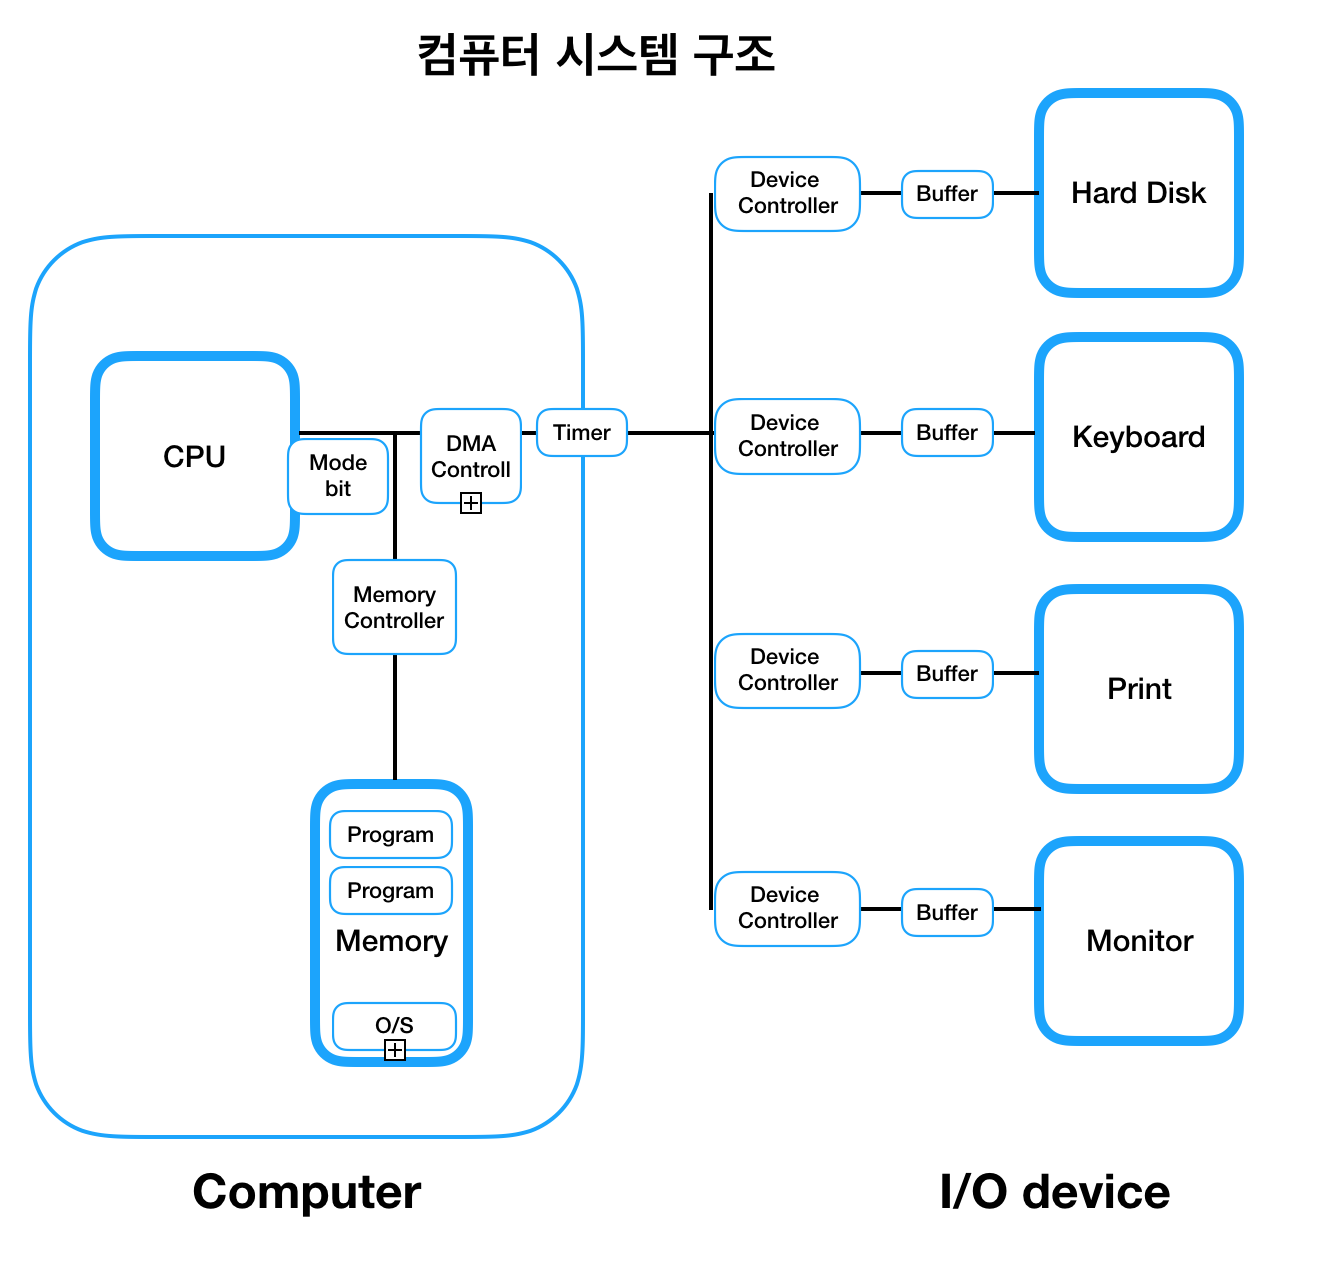 컴퓨터 시스템 구조
Device
Controller
Buffer
Hard Disk
CPU
Mode
bit
DMA
Controll
Timer
Device
Controller
Buffer
Keyboard
Memory
Controller
Device
Controller
Buffer
Print
Program
Program
Memory
O/S
Device
Controller
Buffer
Monitor
Computer
I/O device